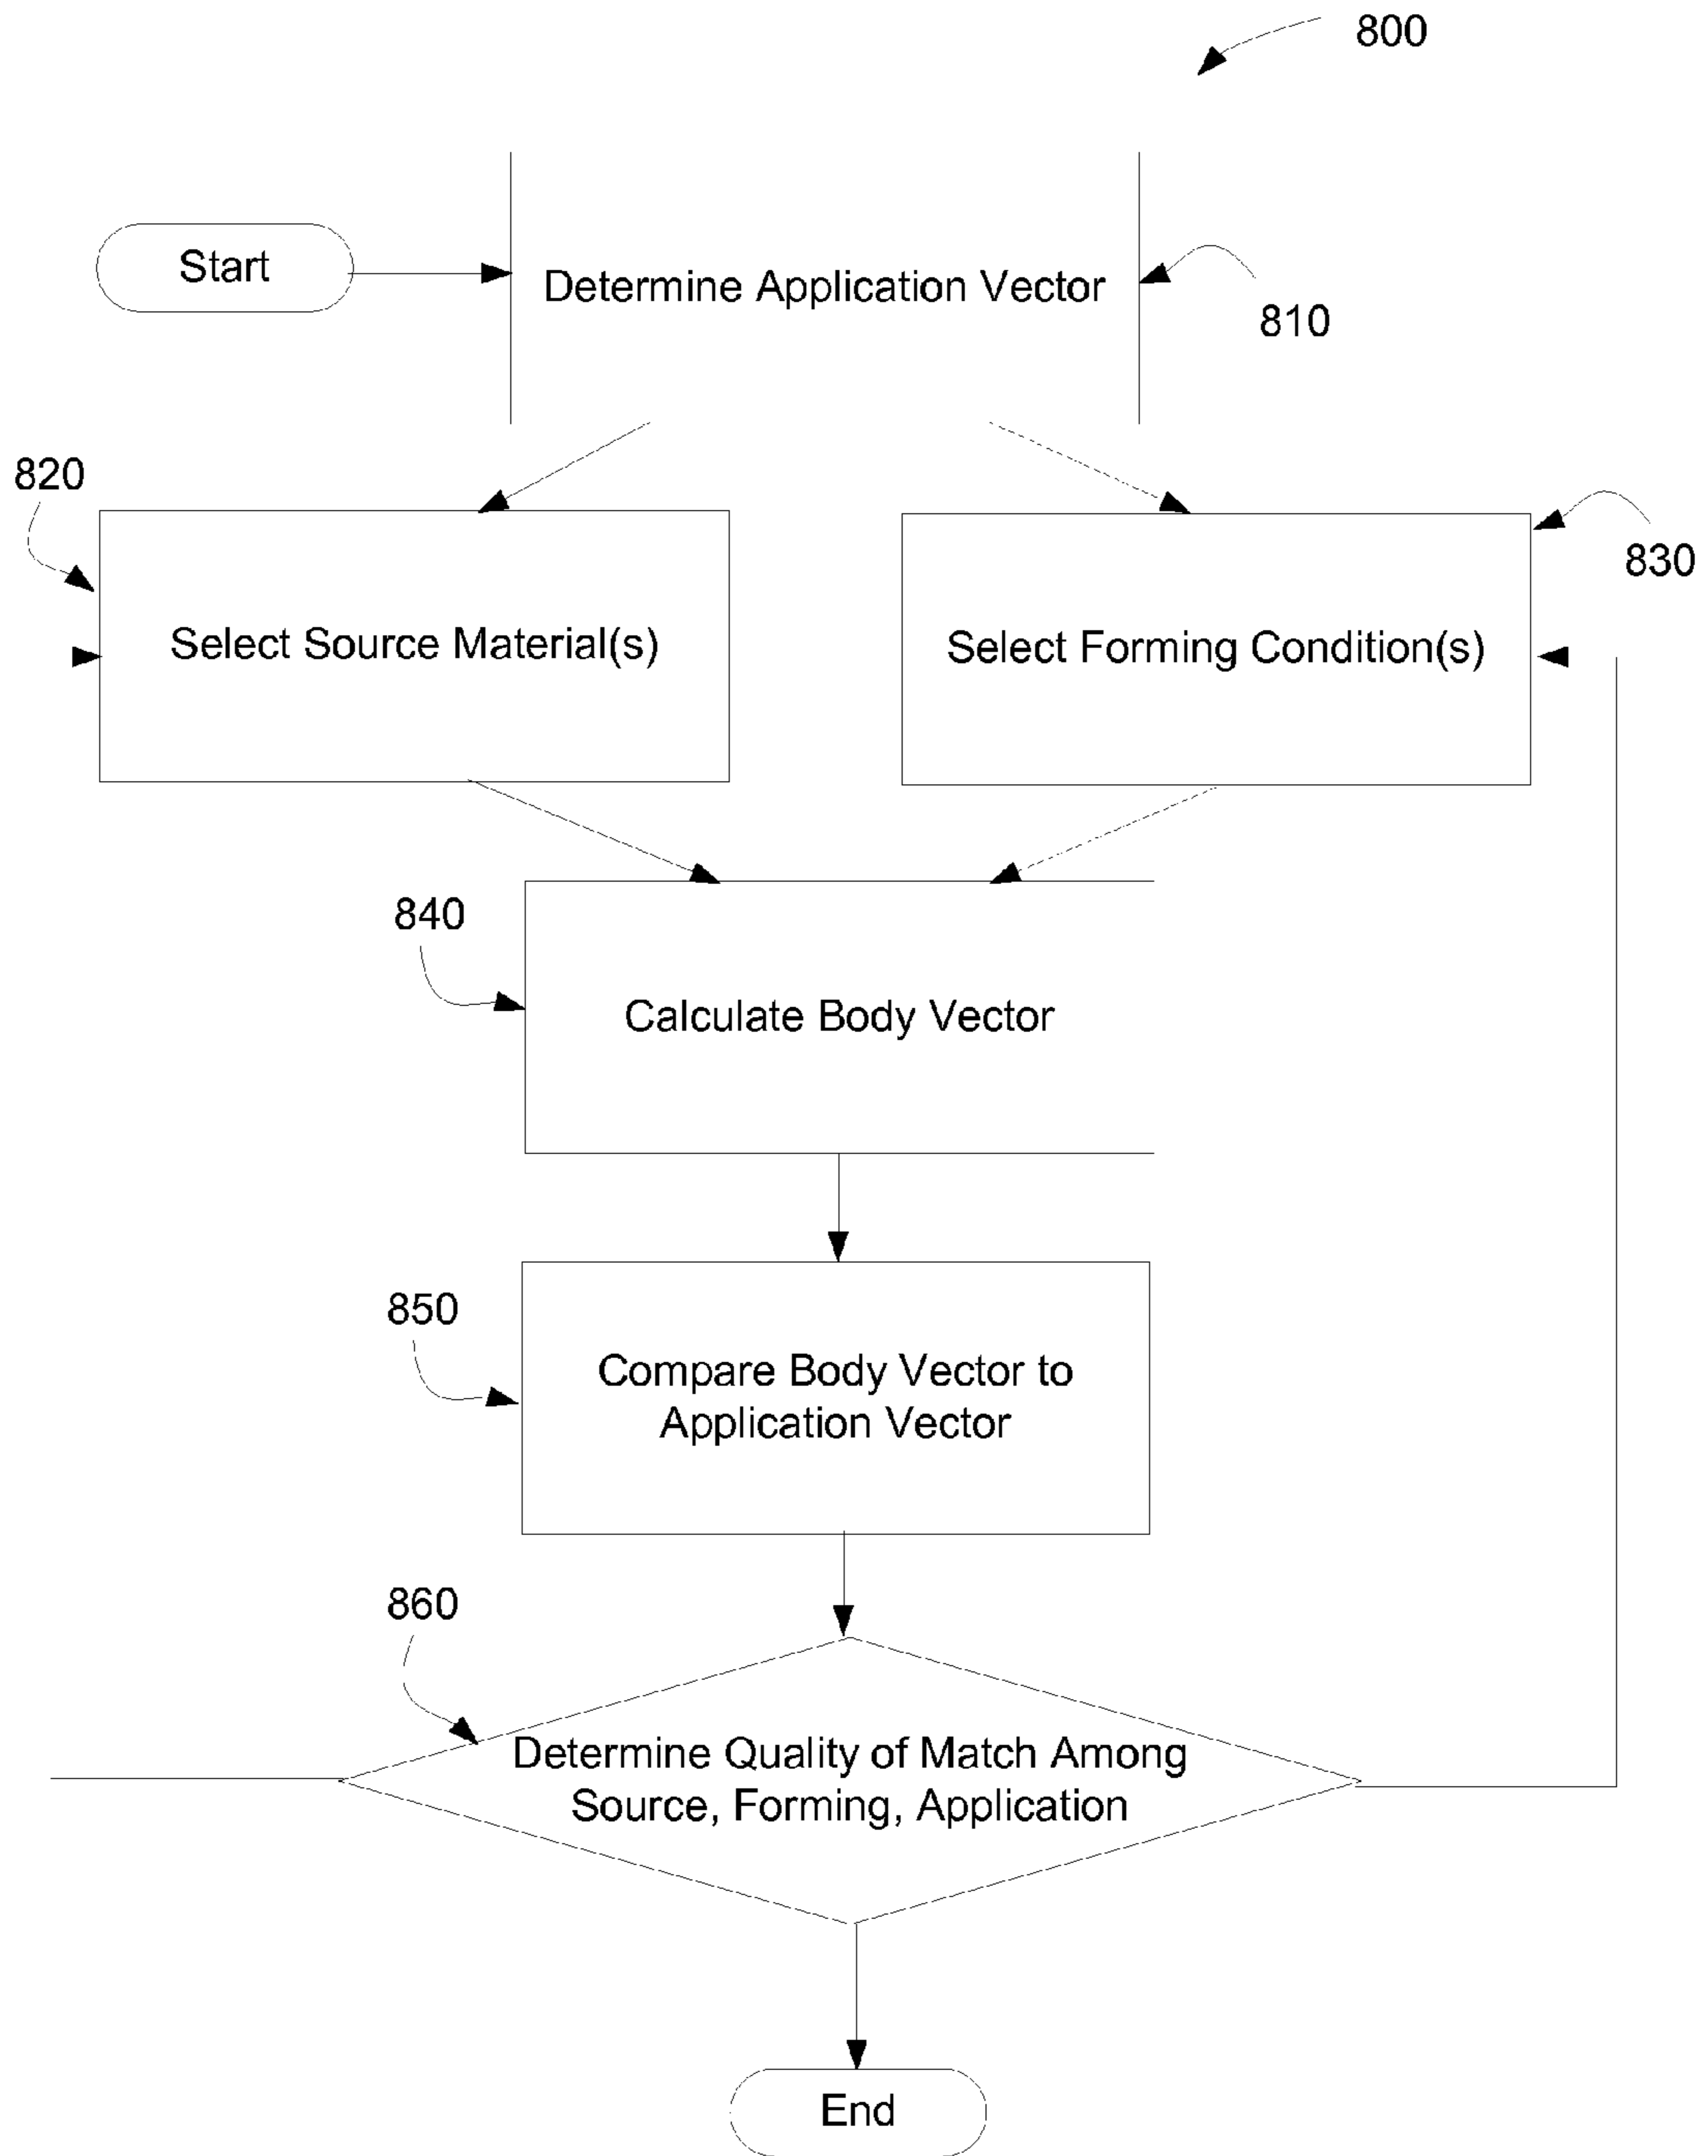 800
Start
Determine Application Vector
810
820
830
Select Source Material(s)
Select Forming Condition(s)
840
Calculate Body Vector
850
Compare Body Vector to
Application Vector
860
Determine Quality of Match Among
Source, Forming, Application
End